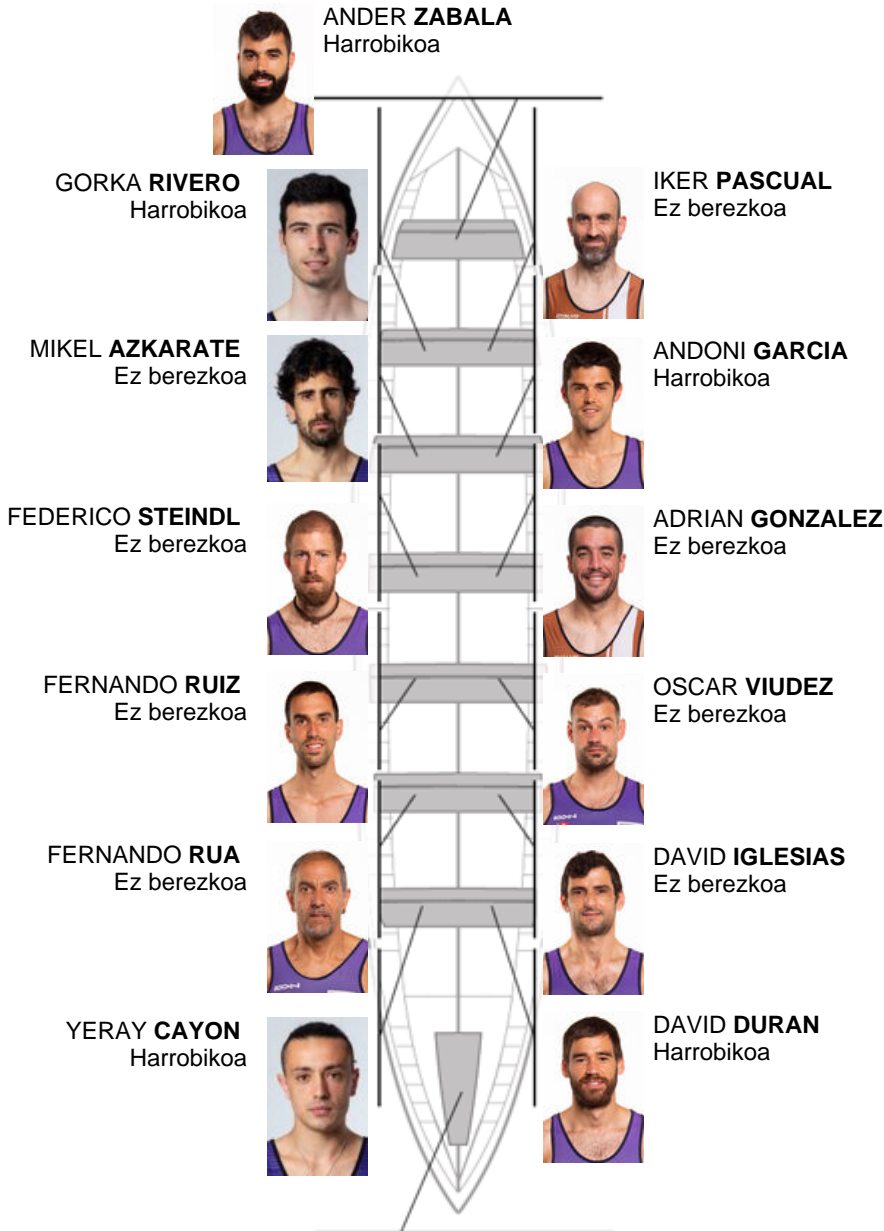 ANDER ZABALA
Harrobikoa
GORKA RIVERO
Harrobikoa
IKER PASCUAL
Ez berezkoa
MIKEL AZKARATE
Ez berezkoa
ANDONI GARCIA
Harrobikoa
FEDERICO STEINDL
Ez berezkoa
ADRIAN GONZALEZ
Ez berezkoa
FERNANDO RUIZ
Ez berezkoa
OSCAR VIUDEZ
Ez berezkoa
FERNANDO RUA
Ez berezkoa
DAVID IGLESIAS
Ez berezkoa
YERAY CAYON
Harrobikoa
DAVID DURAN
Harrobikoa